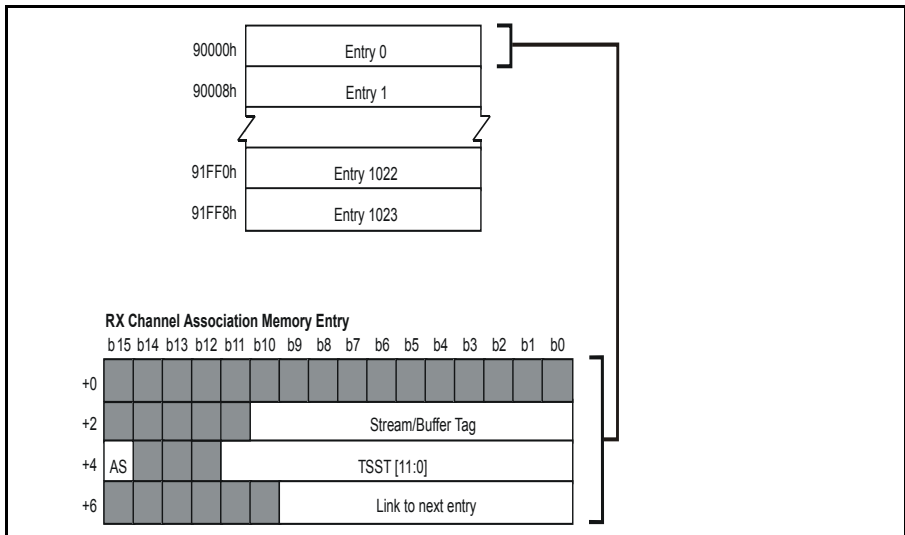 90000h Entry 0
90008h Entry 1
91FF0h Entry 1022
91FF8h Entry 1023
RX Channel Association Memory Entry
b15 b14 b13 b12 b11 b10 b9 b8 b7 b6 b5 b4 b3 b2 b1 b0
+0
+2 Stream/Buffer Tag
+4 AS TSST [11:0]
+6 Link to next entry